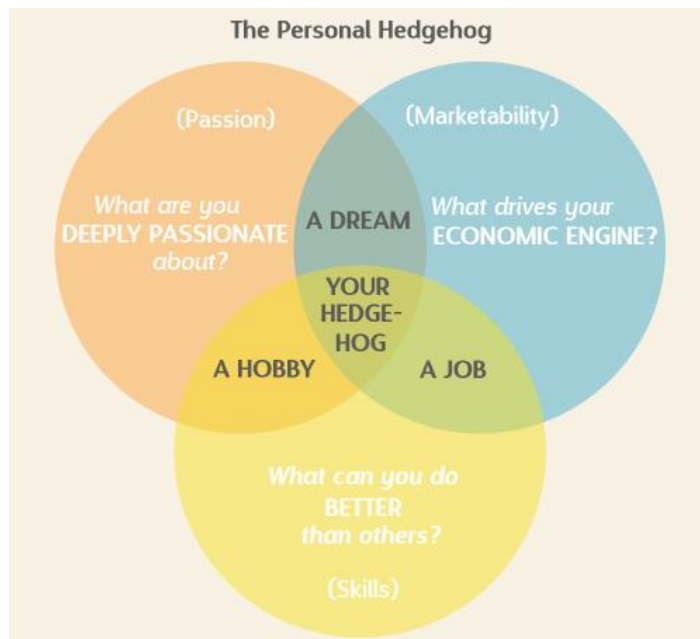 The Personal Hedgehog
(Passion)
(Marketability)
What are you
DEEPLY PASSIONATE
about?
A DREAM
What drives your
ECONOMIC ENGINE?
YOUR
HEDGE-
HOG
A HOBBY
A JOB
What can you do
BETTER
than others?
(Skills)